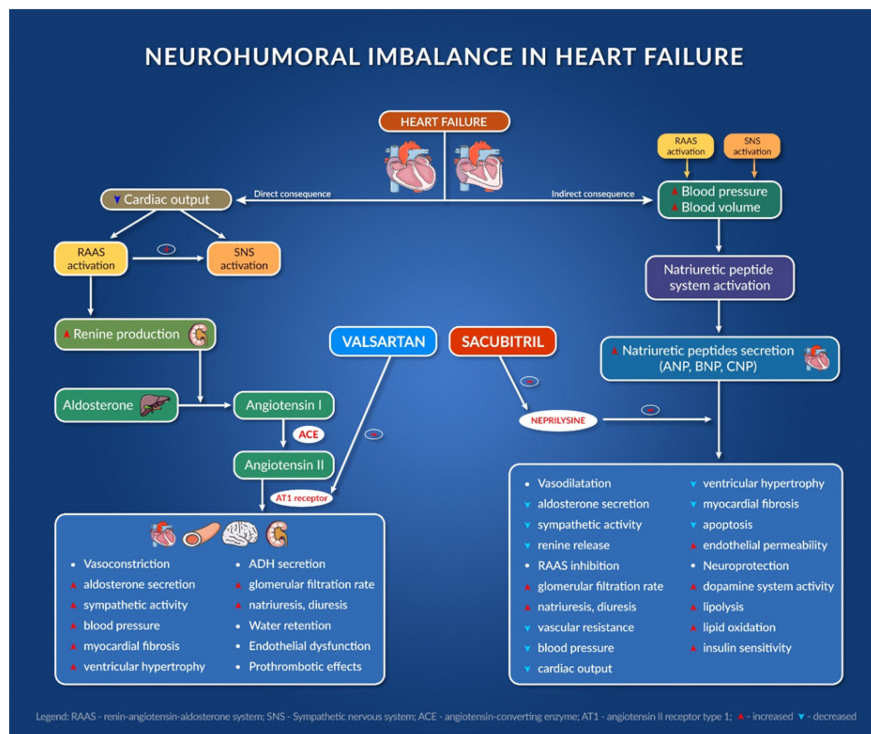 NEUROHUMORAL IMBALANCE IN HEART FAILURE
HEART FAILURE
Direct consequence
Indirect consequence
Cardiac output
RAAS
activation
SNS
activation
Renine production
Aldosterone
Angiotensin I
ACE
Angiotensin II
AT1 receptor
VALSARTAN
SACUBITRIL
NEPRILYSINE
RAAS
activation
SNS
activation
Blood pressure
Blood volume
Natriuretic peptide
system activation
Natriuretic peptides secretion
(ANP, BNP, CNP)
• Vasoconstriction
▲ aldosterone secretion
▲ sympathetic activity
▲ blood pressure
▲ myocardial fibrosis
▲ ventricular hypertrophy
• ADH secretion
▲ glomerular filtration rate
▲ natriuresis, diuresis
• Water retention
• Endothelial dysfunction
• Prothrombotic effects
• Vasodilatation
▼ aldosterone secretion
▼ sympathetic activity
▼ renine release
• RAAS inhibition
▲ glomerular filtration rate
▲ natriuresis, diuresis
▼ vascular resistance
▼ blood pressure
▼ cardiac output
▼ ventricular hypertrophy
▼ myocardial fibrosis
▼ apoptosis
▲ endothelial permeability
• Neuroprotection
▲ dopamine system activity
▲ lipolysis
▲ lipid oxidation
▲ insulin sensitivity
Legend: RAAS - renin-angiotensin-aldosterone system; SNS - Sympathetic nervous system; ACE - angiotensin-converting enzyme; AT1 - angiotensin II receptor type 1; ▲ - increased ▼ - decreased